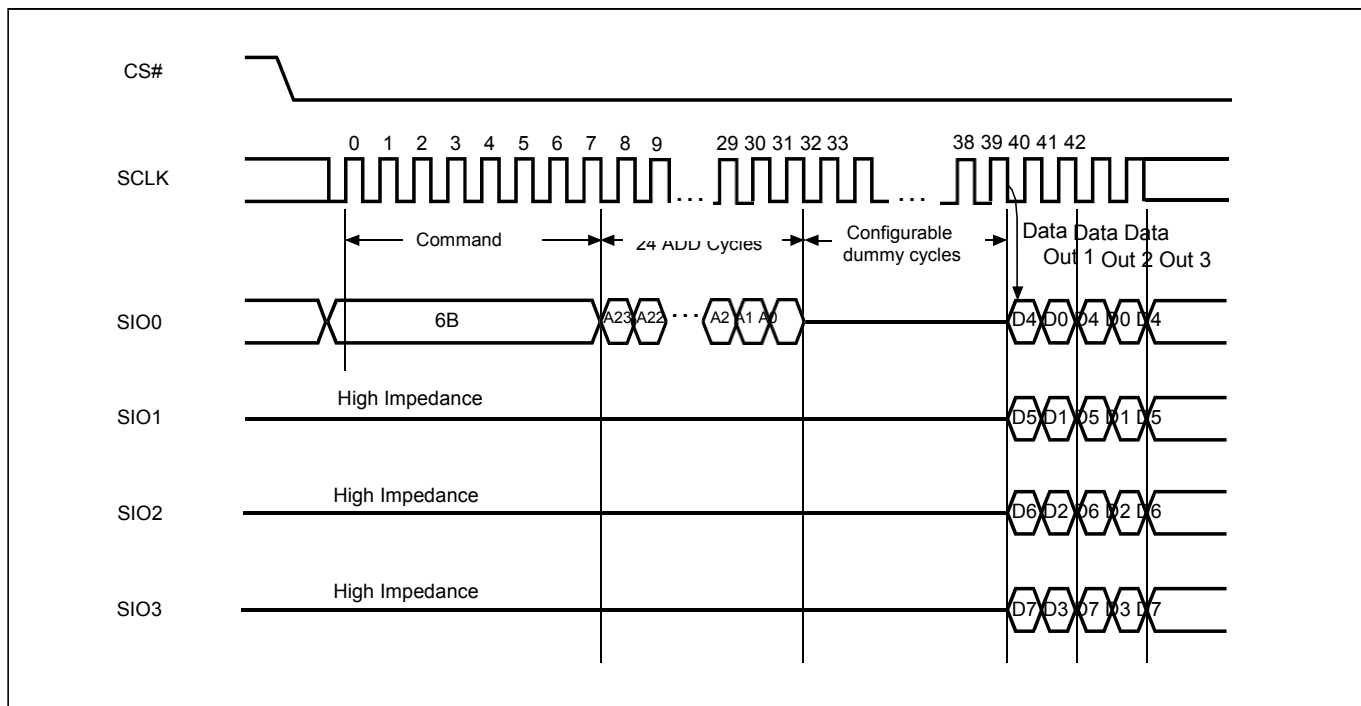 CS#
0 1 2 3 4 5 6 7 8 9 29 30 31 32 33 38 39 40 41 42
SCLK ... ...
Command 24 ADD Cycles Configurable dummy cycles Data Out 1 Data Out 2 Data Out 3
SIO0 6B A23 A22 ... A2 A1 A0 D4 D0 D4 D0 D4
High Impedance
SIO1 D5 D1 D5 D1 D5
High Impedance
SIO2 D6 D2 D6 D2 D6
High Impedance
SIO3 D7 D3 D7 D3 D7